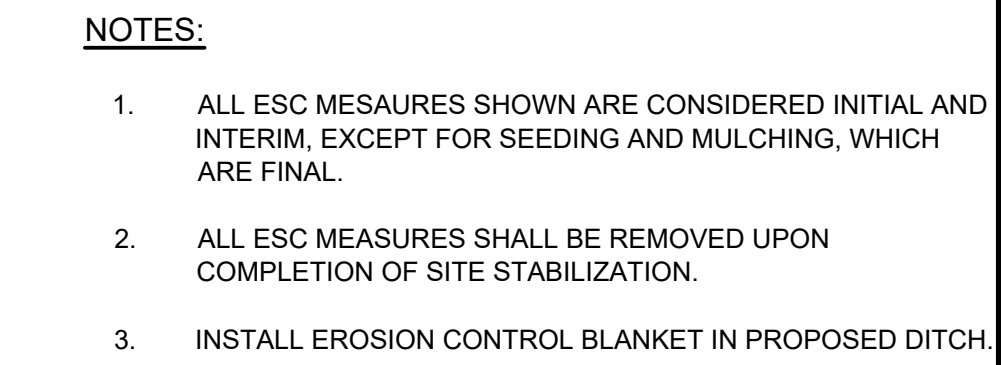 NOTES:
1. ALL ESC MESAURES SHOWN ARE CONSIDERED INITIAL AND
INTERIM, EXCEPT FOR SEEDING AND MULCHING, WHICH
ARE FINAL.
2. ALL ESC MEASURES SHALL BE REMOVED UPON
COMPLETION OF SITE STABILIZATION.
3. INSTALL EROSION CONTROL BLANKET IN PROPOSED DITCH.